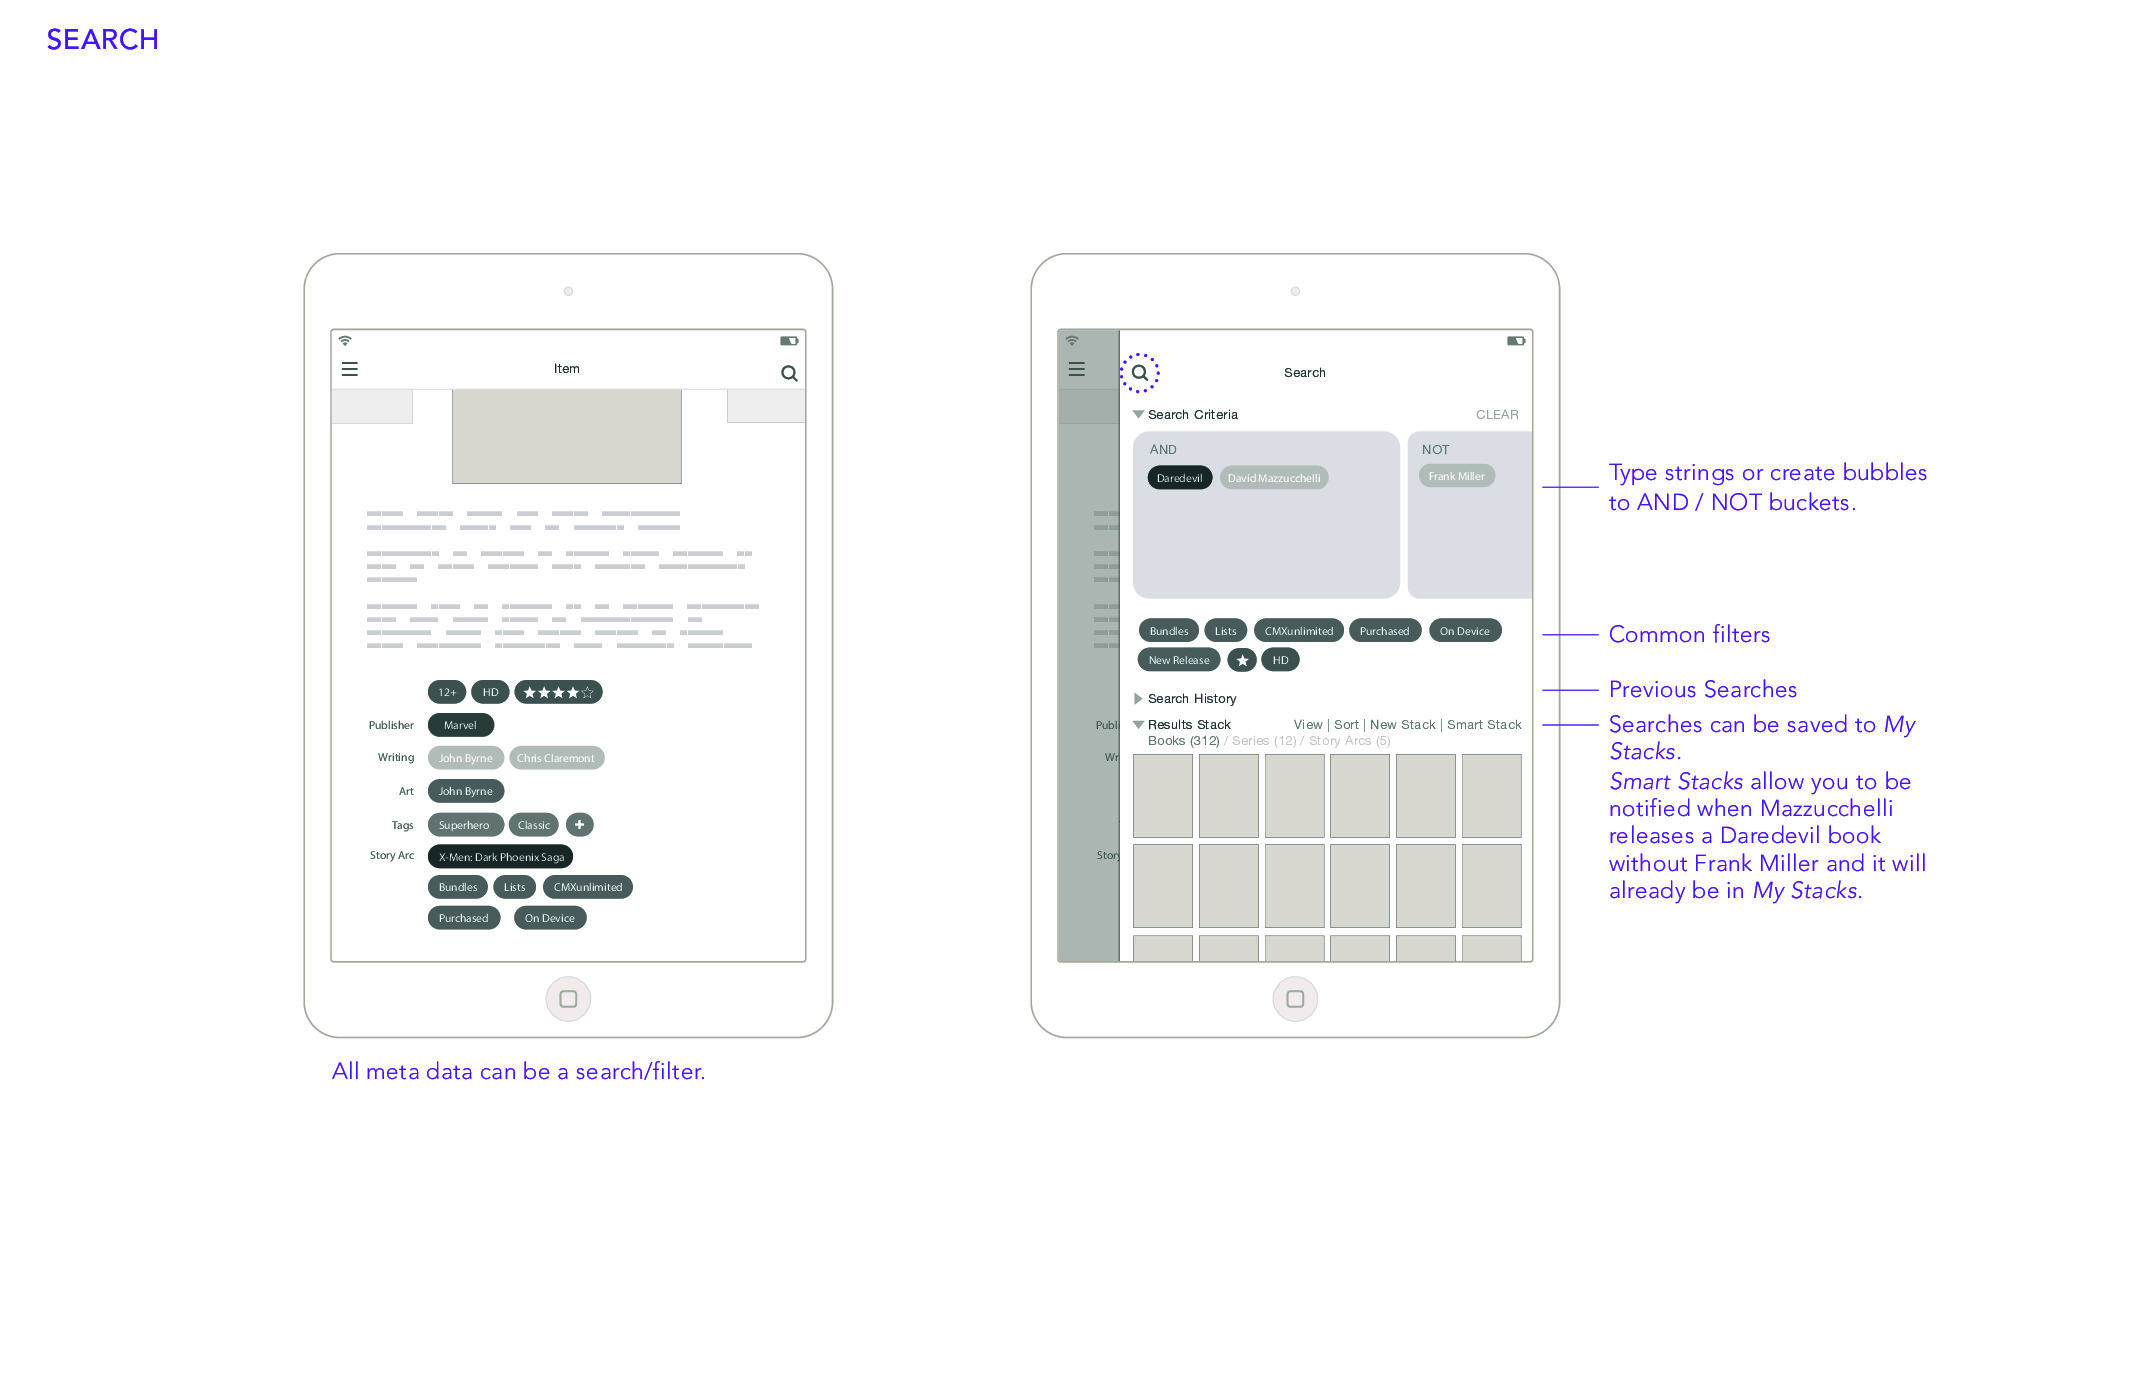 SEARCH
Item
12+ HD
Publisher Marvel
Writing John Byrne Chris Claremont
Art John Byrne
Tags Superhero Classic +
Story Arc X-Men: Dark Phoenix Saga
Bundles Lists CMXunlimited
Purchased On Device
All meta data can be a search/filter.
Search
Search Criteria CLEAR
AND NOT
Daredevil David Mazzucchelli Frank Miller
Bundles Lists CMXunlimited Purchased On Device
New Release HD
Search History
Publi Results Stack View | Sort | New Stack | Smart Stack
Books (312) / Series (12) / Story Arcs (5)
Wr
Story
Type strings or create bubbles
to AND / NOT buckets.
Common filters
Previous Searches
Searches can be saved to My
Stacks.
Smart Stacks allow you to be
notified when Mazzucchelli
releases a Daredevil book
without Frank Miller and it will
already be in My Stacks.